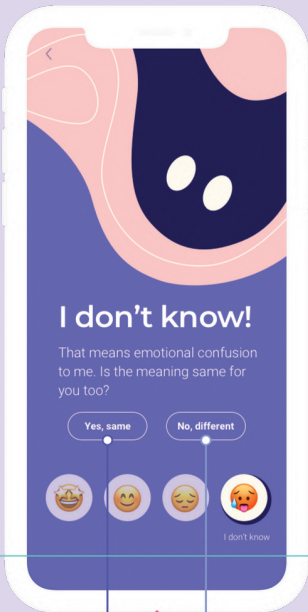 I don't know!
That means emotional confusion
to me. Is the meaning same for
you too?
Yes, same
No, different
I don't know